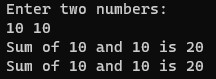 Enter two numbers:
10 10
Sum of 10 and 10 is 20
Sum of 10 and 10 is 20